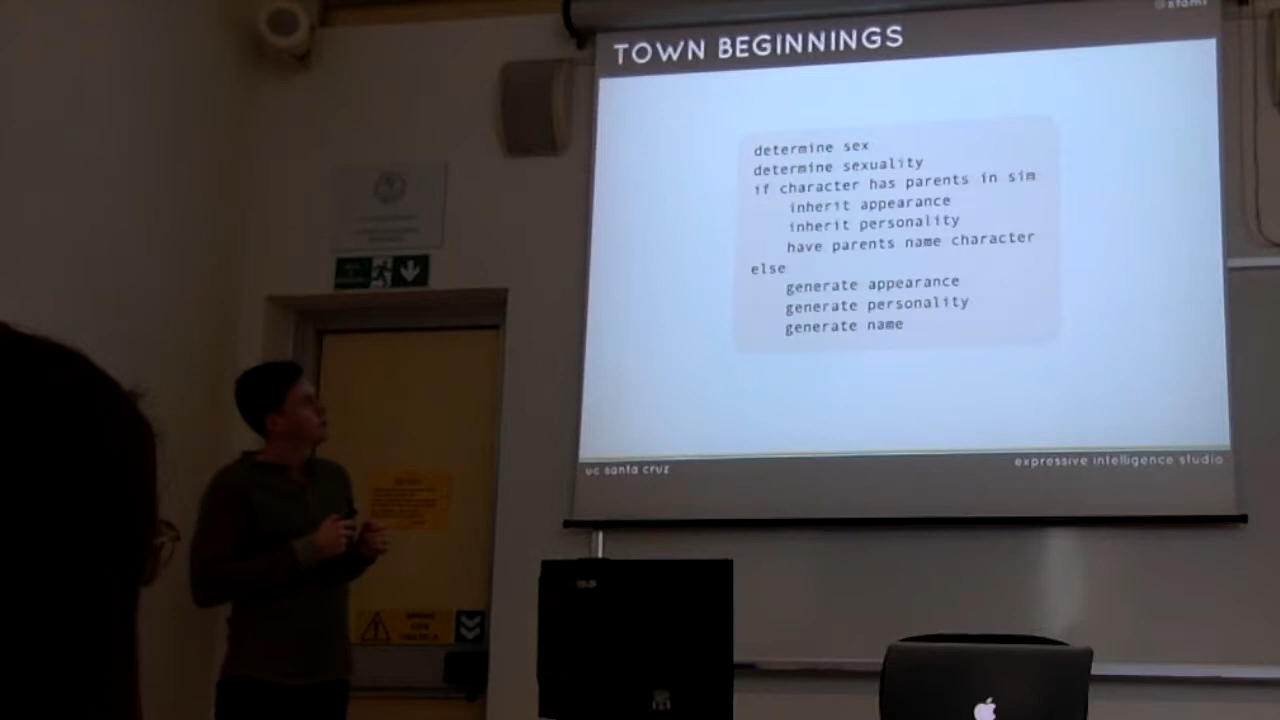 TOWN BEGINNINGS
determine sex
determine sexuality
if character has parents in sim
inherit appearance
inherit personality
have parents name character
else
generate appearance
generate personality
generate name
uc santa cruz
expressive intelligence studio